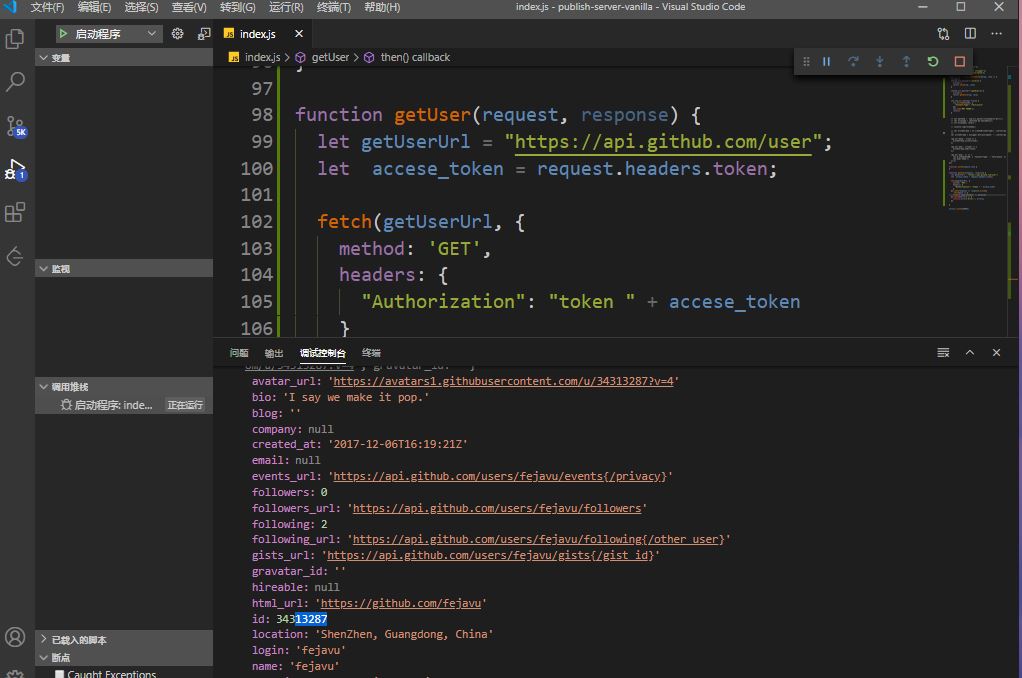 文件(F) 编辑(E) 选择(S) 查看(V) 转到(G) 运行(R) 终端(T) 帮助(H) index.js - publish-server-vanilla - Visual Studio Code
启动程序 JS index.js
JS index.js > getUser > then() callback
变量
97
98 function getUser(request, response) {
99 let getUserUrl = "https://api.github.com/user";
100 let accese_token = request.headers.token;
101
102 fetch(getUserUrl, {
103 method: 'GET',
104 headers: {
105 "Authorization": "token " + accese_token
106 }
5K
1
监视
问题 输出 调试控制台 终端
调用堆栈
启动程序: inde... 正在运行
avatar_url: 'https://avatars1.githubusercontent.com/u/34313287?v=4'
bio: 'I say we make it pop.'
blog: ''
company: null
created_at: '2017-12-06T16:19:21Z'
email: null
events_url: 'https://api.github.com/users/fejavu/events{/privacy}'
followers: 0
followers_url: 'https://api.github.com/users/fejavu/followers'
following: 2
following_url: 'https://api.github.com/users/fejavu/following{/other_user}'
gists_url: 'https://api.github.com/users/fejavu/gists{/gist_id}'
gravatar_id: ''
hireable: null
html_url: 'https://github.com/fejavu'
id: 34313287
location: 'ShenZhen, Guangdong, China'
login: 'fejavu'
name: 'fejavu'
已载入的脚本
断点
Caught Exceptions